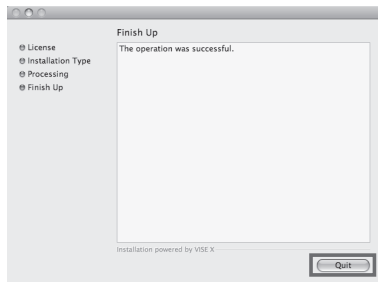 Finish Up
License
Installation Type
Processing
Finish Up
The operation was successful.
Installation powered by VISE X
Quit